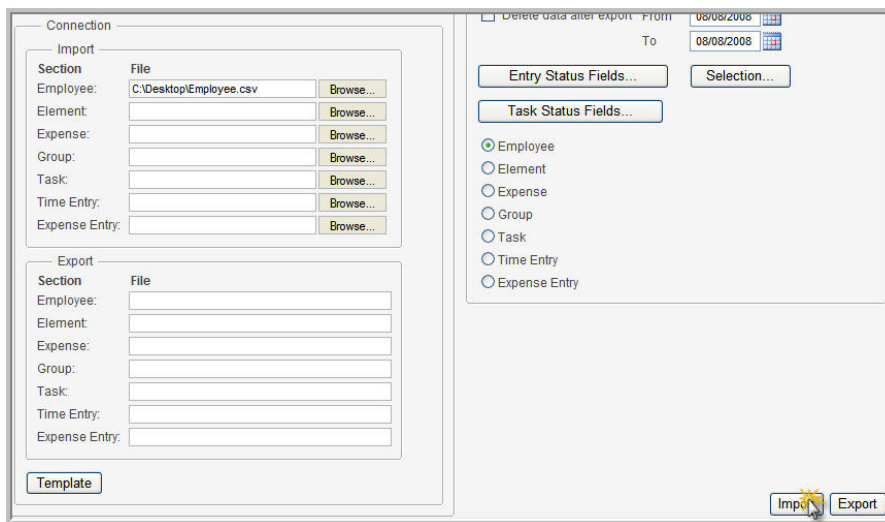 Connection
Import
Section File
Employee: C:\Desktop\Employee.csv Browse...
Element: Browse...
Expense: Browse...
Group: Browse...
Task: Browse...
Time Entry: Browse...
Expense Entry: Browse...
Export
Section File
Employee:
Element:
Expense:
Group:
Task:
Time Entry:
Expense Entry:
Template
Delete data after export From 08/08/2008
To 08/08/2008
Entry Status Fields... Selection...
Task Status Fields...
Employee
Element
Expense
Group
Task
Time Entry
Expense Entry
Import Export